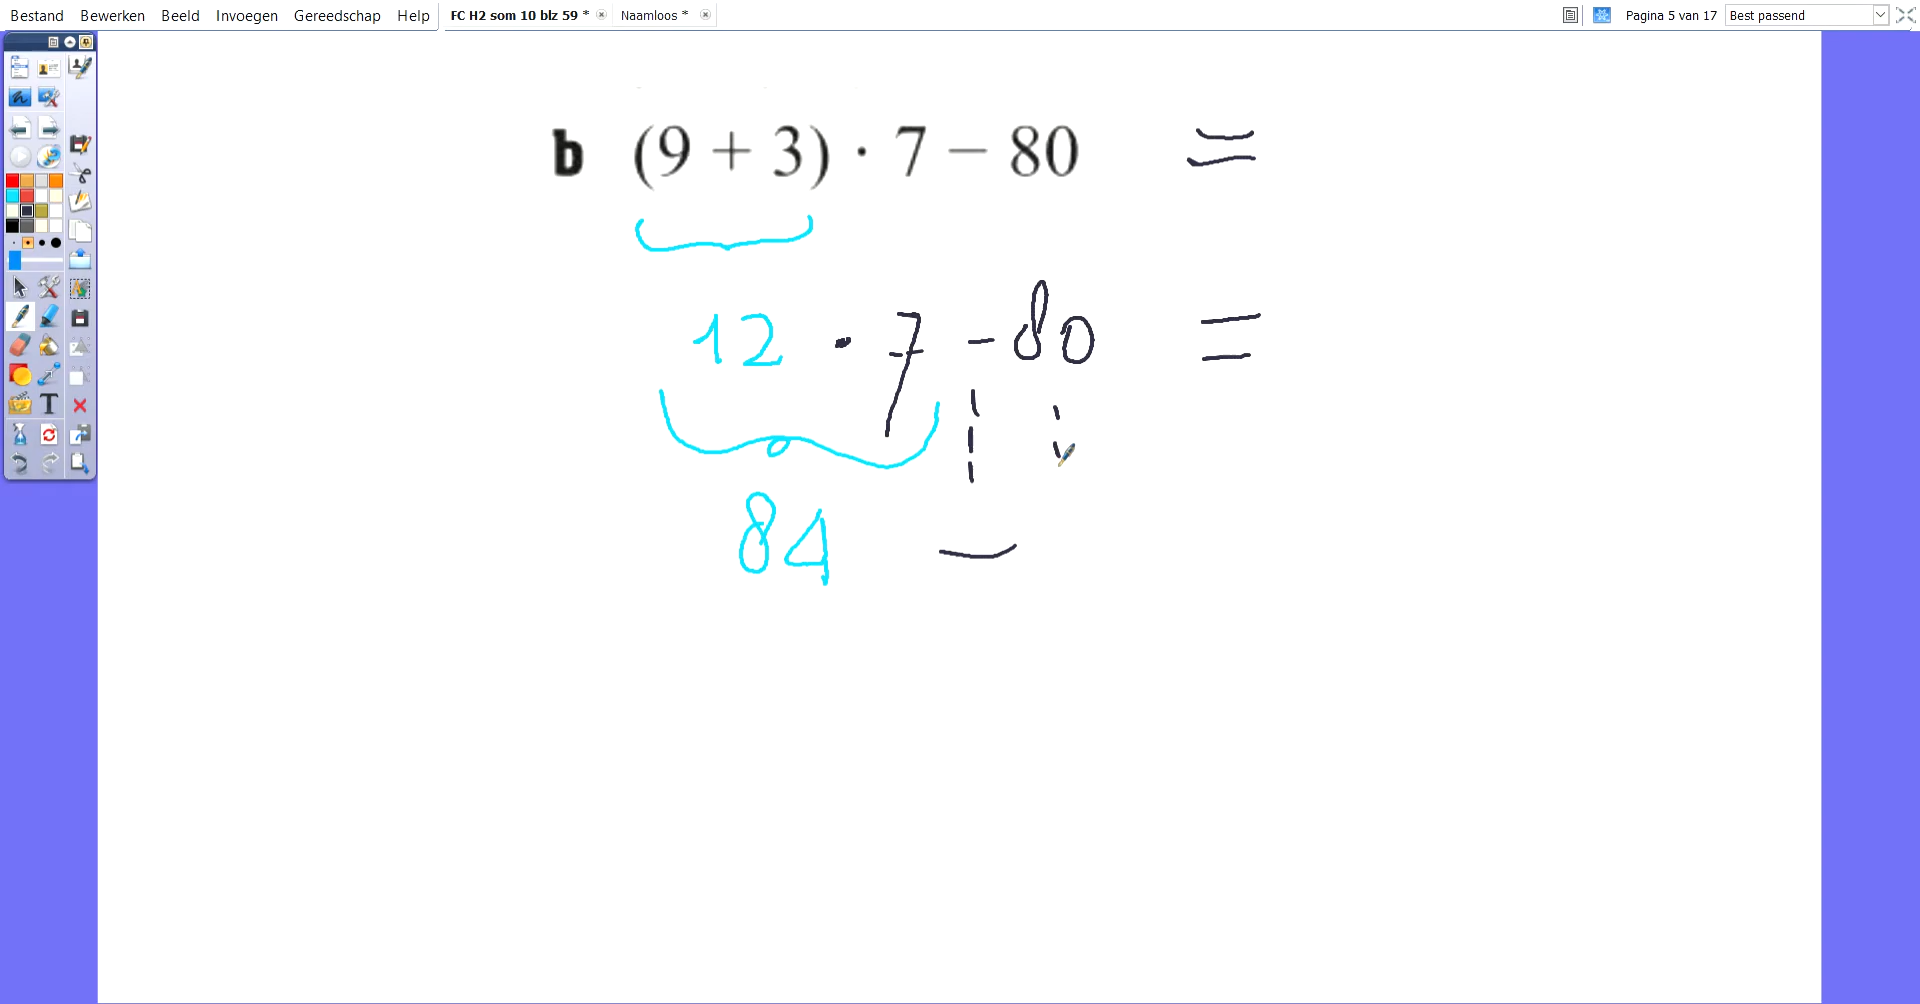 Bestand Bewerken Beeld Invoegen Gereedschap Help FC H2 som 10 blz 59 * Naamloos * Pagina 5 van 17 Best passend
b (9 + 3) · 7 − 80 =
12 · 7 - 80 =
84 -